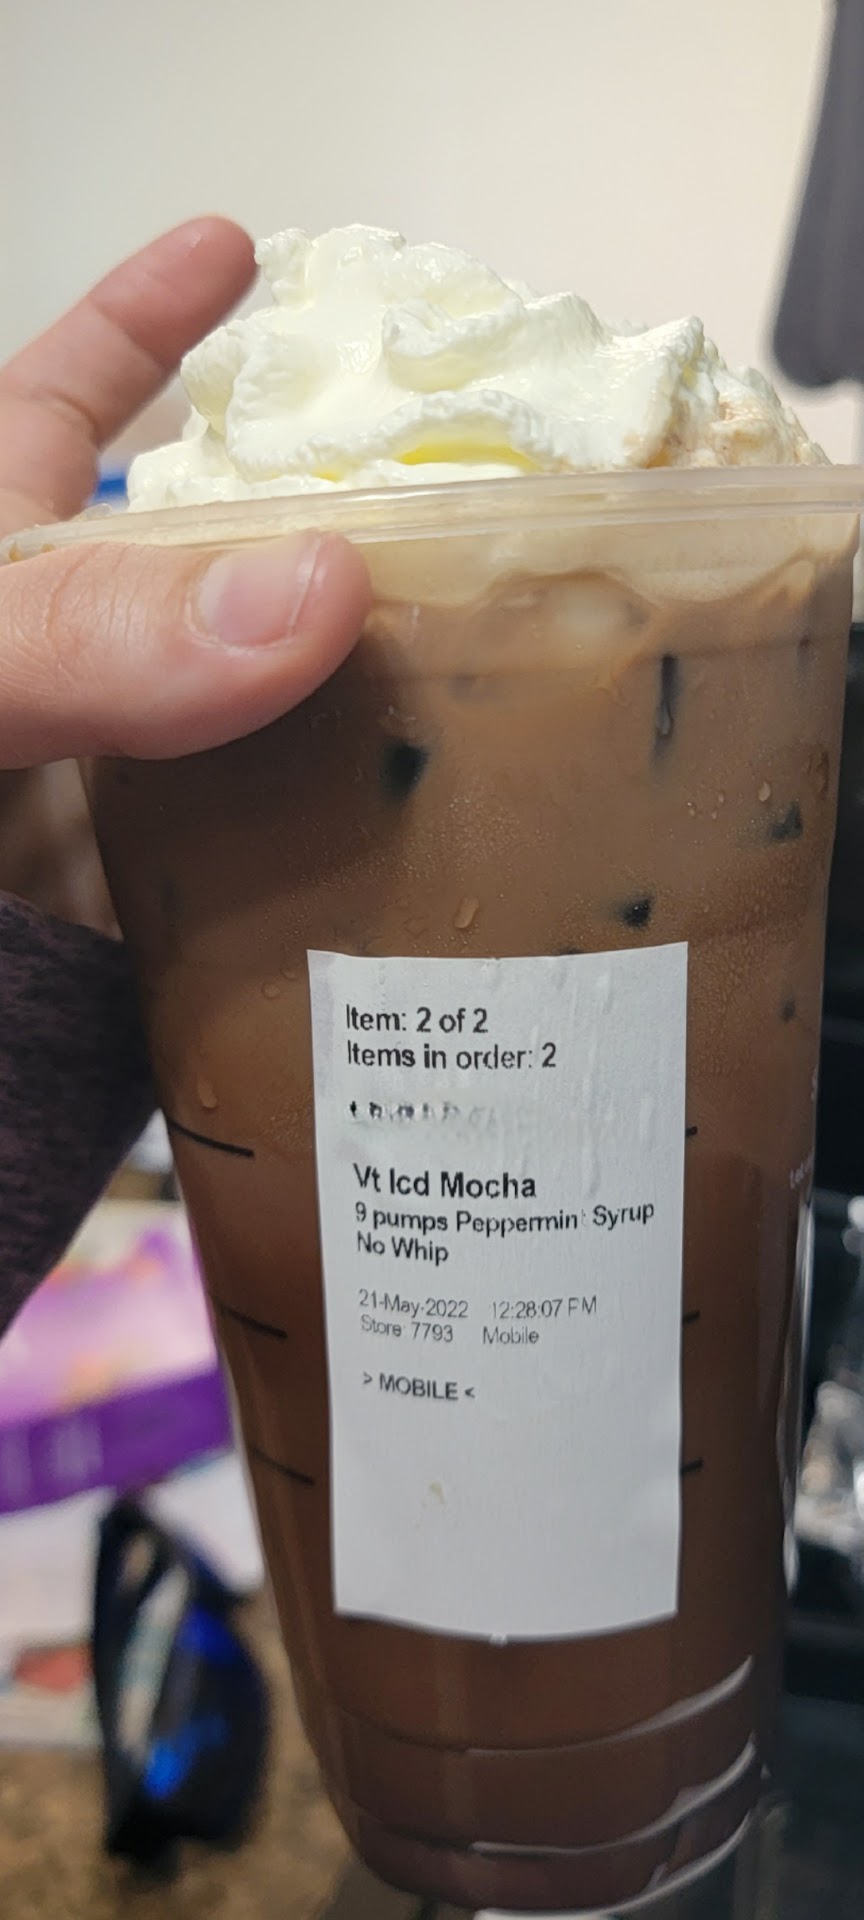 Item: 2 of 2
Items in order: 2
Vt Icd Mocha
9 pumps Peppermin Syrup
No Whip
21-May-2022 12:28:07 PM
Store: 7793 Mobile
> MOBILE <